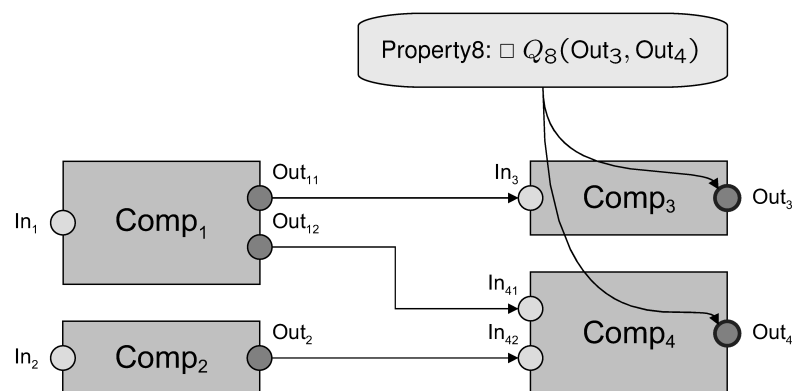 Property8: □ Q₈(Out₃, Out₄)
Out₁₁
In₃
Comp₁
Comp₃
In₁
Out₃
Out₁₂
In₄₁
Out₂
In₄₂
Comp₄
Out₄
In₂
Comp₂